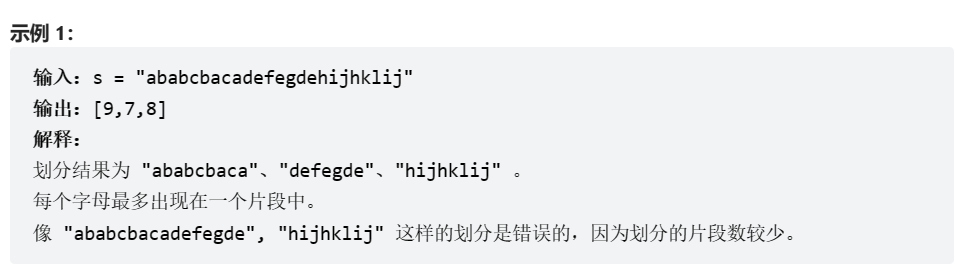 示例 1：
输入：s = "ababcbacadefegdehijhklij"
输出：[9,7,8]
解释：
划分结果为 "ababcbaca"、"defegde"、"hijhklij" 。
每个字母最多出现在一个片段中。
像 "ababcbacadefegde", "hijhklij" 这样的划分是错误的，因为划分的片段数较少。